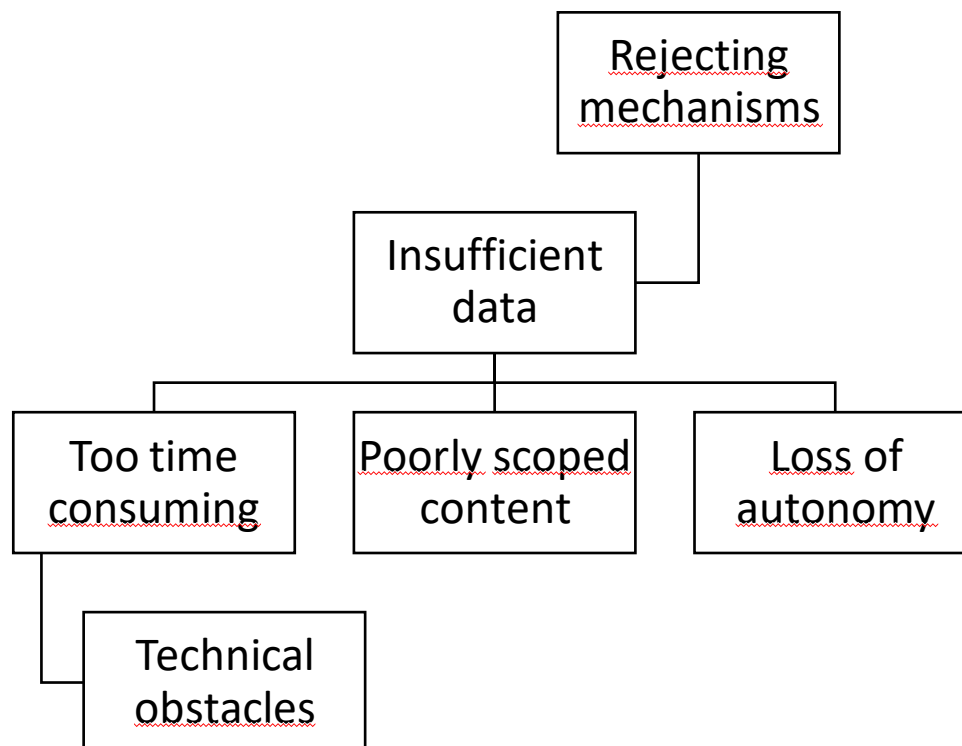 Rejecting
mechanisms
Insufficient
data
Too time
consuming
Poorly scoped
content
Loss of
autonomy
Technical
obstacles